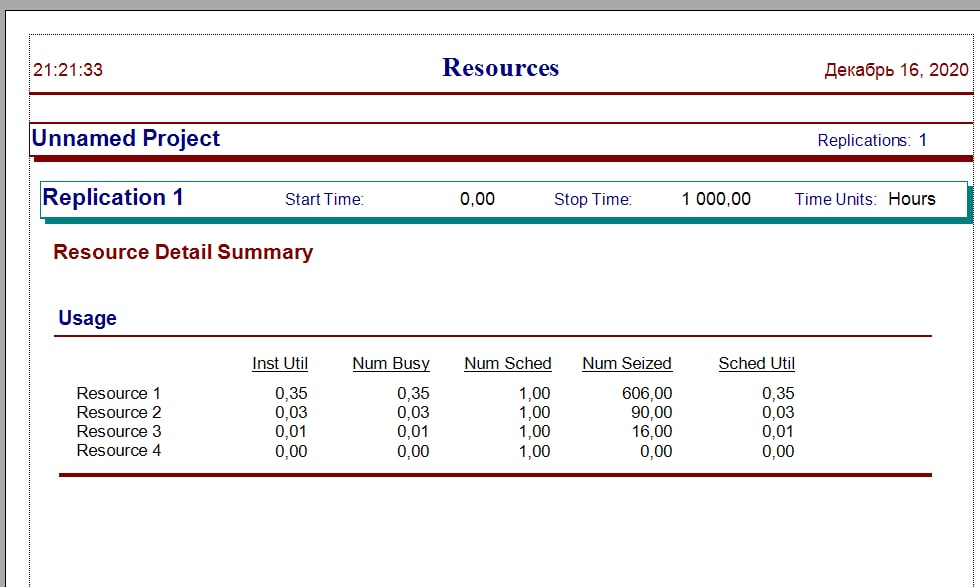 21:21:33 Resources Декабрь 16, 2020
Unnamed Project Replications: 1
Replication 1 Start Time: 0,00 Stop Time: 1 000,00 Time Units: Hours
Resource Detail Summary
Usage
Inst Util Num Busy Num Sched Num Seized Sched Util
Resource 1 0,35 0,35 1,00 606,00 0,35
Resource 2 0,03 0,03 1,00 90,00 0,03
Resource 3 0,01 0,01 1,00 16,00 0,01
Resource 4 0,00 0,00 1,00 0,00 0,00